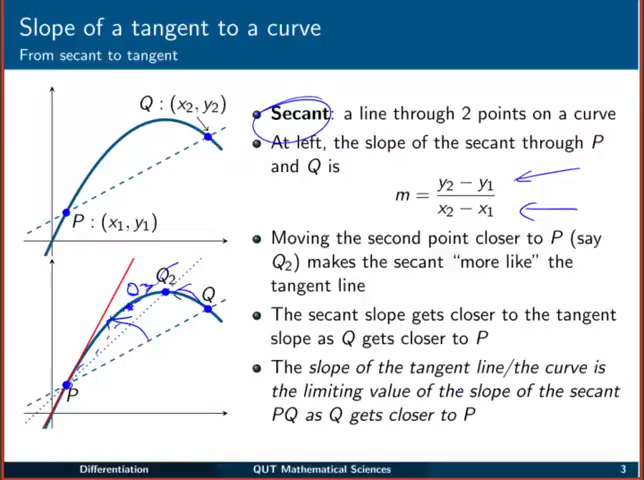 Slope of a tangent to a curve
From secant to tangent
Q : (x₂, y₂)
P : (x₁, y₁)
Q₂
Q
P
• Secant: a line through 2 points on a curve
• At left, the slope of the secant through P
and Q is
m = (y₂ − y₁) / (x₂ − x₁)
• Moving the second point closer to P (say
Q₂) makes the secant “more like” the
tangent line
• The secant slope gets closer to the tangent
slope as Q gets closer to P
• The slope of the tangent line/the curve is
the limiting value of the slope of the secant
PQ as Q gets closer to P
Differentiation QUT Mathematical Sciences 3